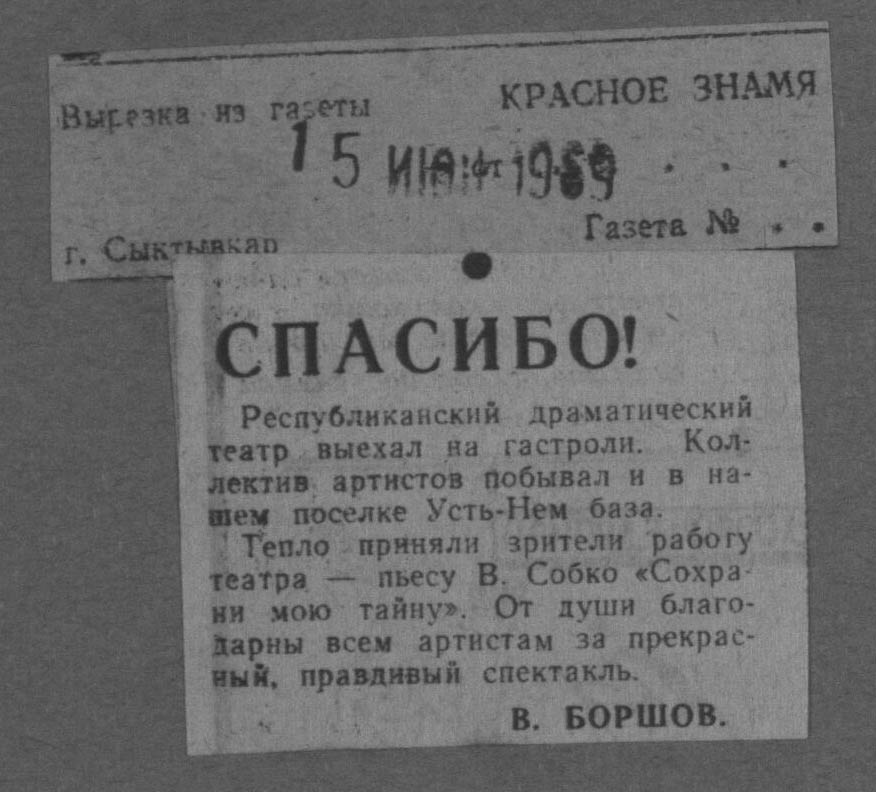 Вырезка из газеты КРАСНОЕ ЗНАМЯ
15 1969 . . .
г. Сыктывкар Газета № . .
СПАСИБО!
Республиканский драматический
театр выехал на гастроли. Кол-
лектив артистов побывал и в на-
шем поселке Усть-Нем база.
Тепло приняли зрители работу
театра — пьесу В. Собко «Сохра-
ни мою тайну». От души благо-
дарны всем артистам за прекрас-
ный, правдивый спектакль.
В. БОРШОВ.